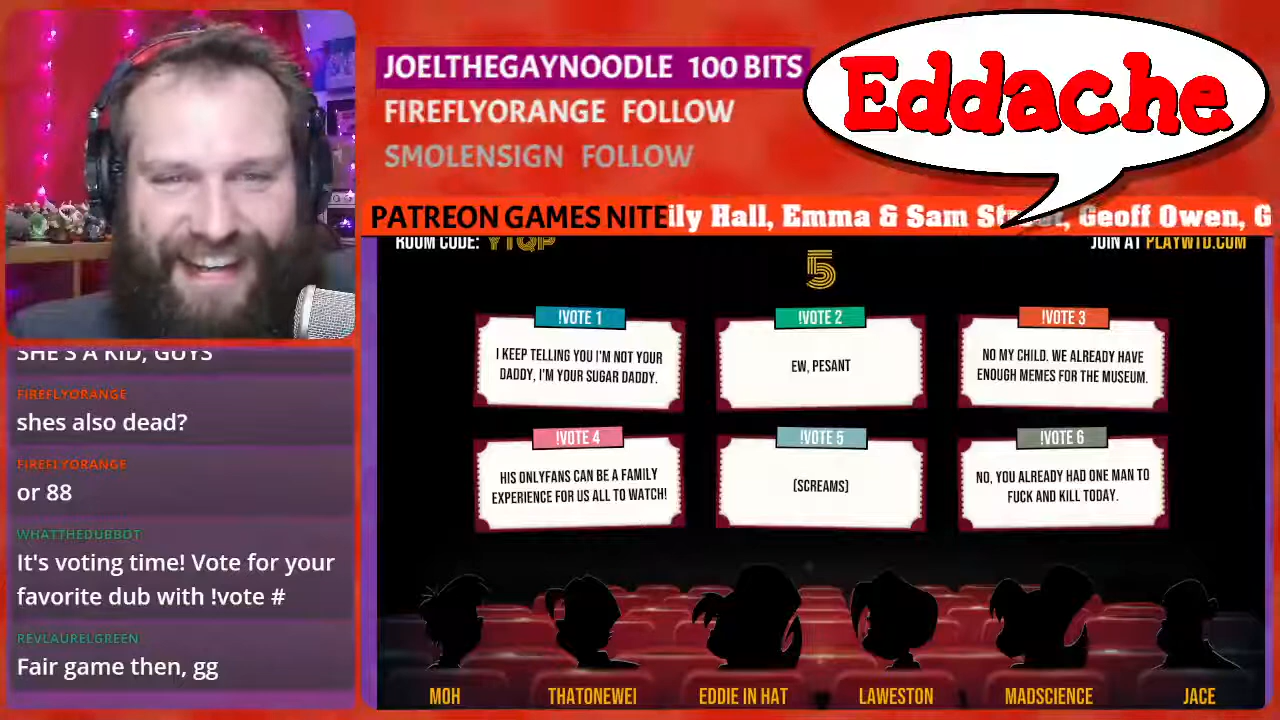 JOELTHEGAYNOODLE 100 BITS
FIREFLYORANGE FOLLOW
SMOLENSIGN FOLLOW
Eddache
PATREON GAMES NITE
ily Hall, Emma & Sam Geoff Owen, G
ROOM CODE: YTQP
JOIN AT PLAYWTD.COM
5
!VOTE 1
I KEEP TELLING YOU I'M NOT YOUR
DADDY, I'M YOUR SUGAR DADDY.
!VOTE 2
EW, PESANT
!VOTE 3
NO MY CHILD. WE ALREADY HAVE
ENOUGH MEMES FOR THE MUSEUM.
!VOTE 4
HIS ONLYFANS CAN BE A FAMILY
EXPERIENCE FOR US ALL TO WATCH!
!VOTE 5
(SCREAMS)
!VOTE 6
NO, YOU ALREADY HAD ONE MAN TO
FUCK AND KILL TODAY.
MOH
THATONEWEI
EDDIE IN HAT
LAWESTON
MADSCIENCE
JACE
SHE'S A KID, GUYS
FIREFLYORANGE
shes also dead?
FIREFLYORANGE
or 88
WHATTHEDUBBOT
It's voting time! Vote for your
favorite dub with !vote #
REVLAURELGREEN
Fair game then, gg